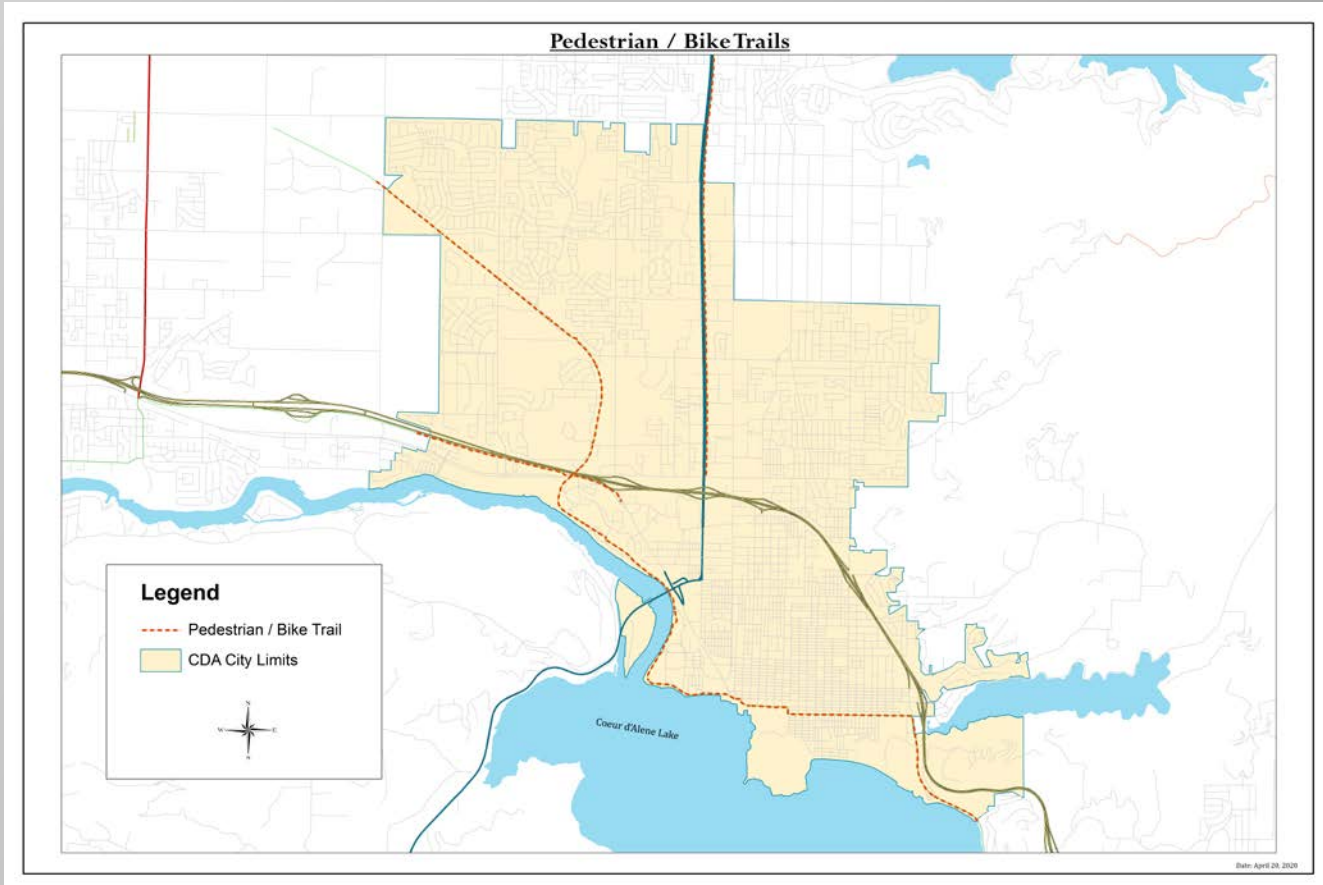 Pedestrian / Bike Trails
Legend
Pedestrian / Bike Trail
CDA City Limits
N
W E
Coeur d'Alene Lake
Date: April 20, 2020